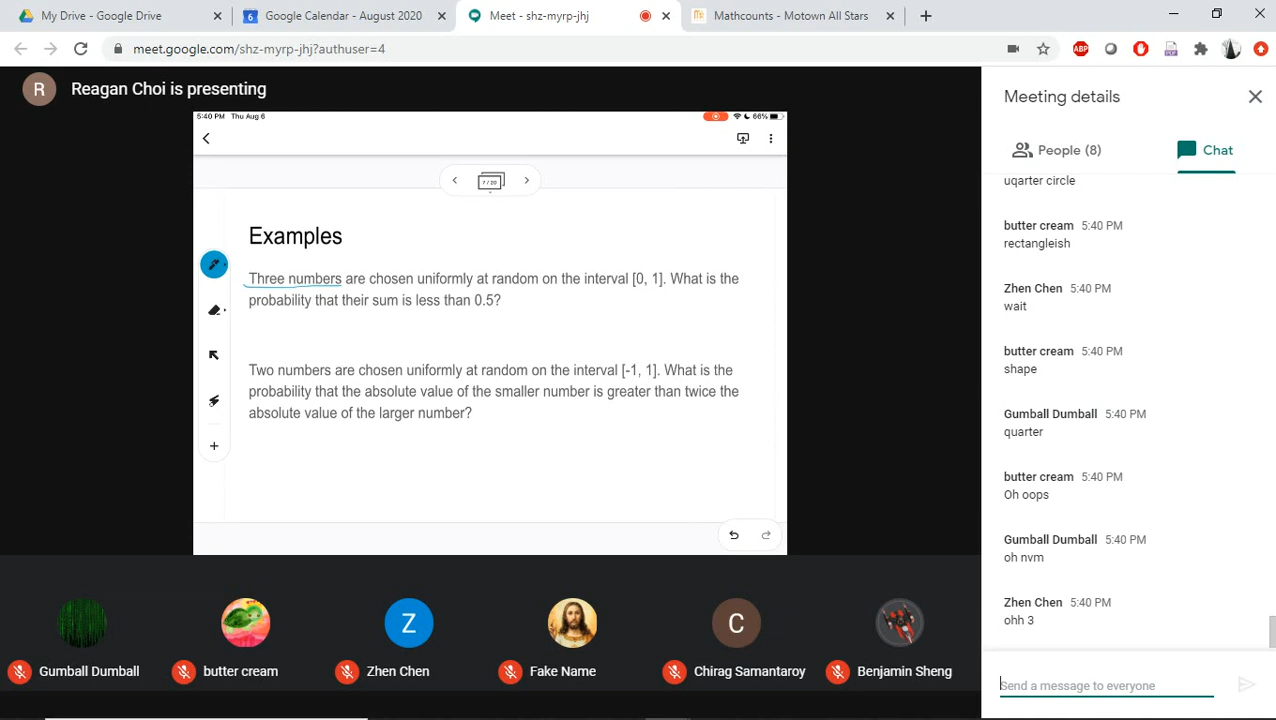 My Drive - Google Drive
Google Calendar - August 2020
6
Meet - shz-myrp-jhj
Mathcounts - Motown All Stars
meet.google.com/shz-myrp-jhj?authuser=4
ABP
R
Reagan Choi is presenting
5:40 PM Thu Aug 6
66%
7 / 20
Examples
Three numbers are chosen uniformly at random on the interval [0, 1]. What is the
probability that their sum is less than 0.5?
Two numbers are chosen uniformly at random on the interval [-1, 1]. What is the
probability that the absolute value of the smaller number is greater than twice the
absolute value of the larger number?
Z
C
Gumball Dumball
butter cream
Zhen Chen
Fake Name
Chirag Samantaroy
Benjamin Sheng
Meeting details
People (8)
Chat
uqarter circle
butter cream 5:40 PM
rectangleish
Zhen Chen 5:40 PM
wait
butter cream 5:40 PM
shape
Gumball Dumball 5:40 PM
quarter
butter cream 5:40 PM
Oh oops
Gumball Dumball 5:40 PM
oh nvm
Zhen Chen 5:40 PM
ohh 3
Send a message to everyone